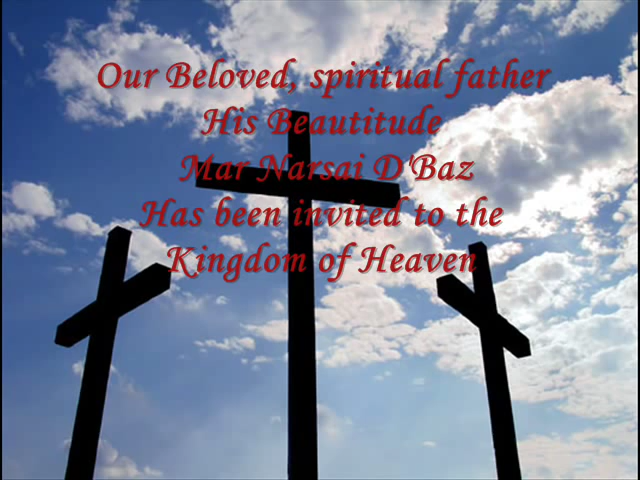 Our Beloved, spiritual father
His Beautitude
Mar Narsai D'Baz
Has been invited to the
Kingdom of Heaven